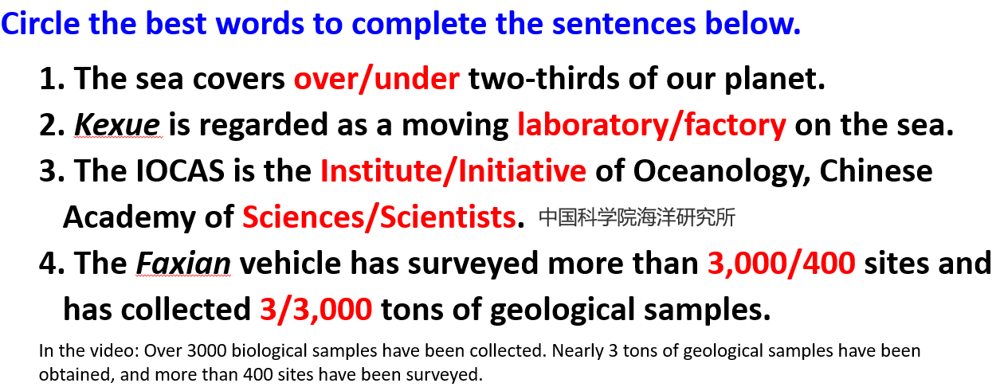 Circle the best words to complete the sentences below.
1. The sea covers over/under two-thirds of our planet.
2. Kexue is regarded as a moving laboratory/factory on the sea.
3. The IOCAS is the Institute/Initiative of Oceanology, Chinese
Academy of Sciences/Scientists. 中国科学院海洋研究所
4. The Faxian vehicle has surveyed more than 3,000/400 sites and
has collected 3/3,000 tons of geological samples.
In the video: Over 3000 biological samples have been collected. Nearly 3 tons of geological samples have been
obtained, and more than 400 sites have been surveyed.